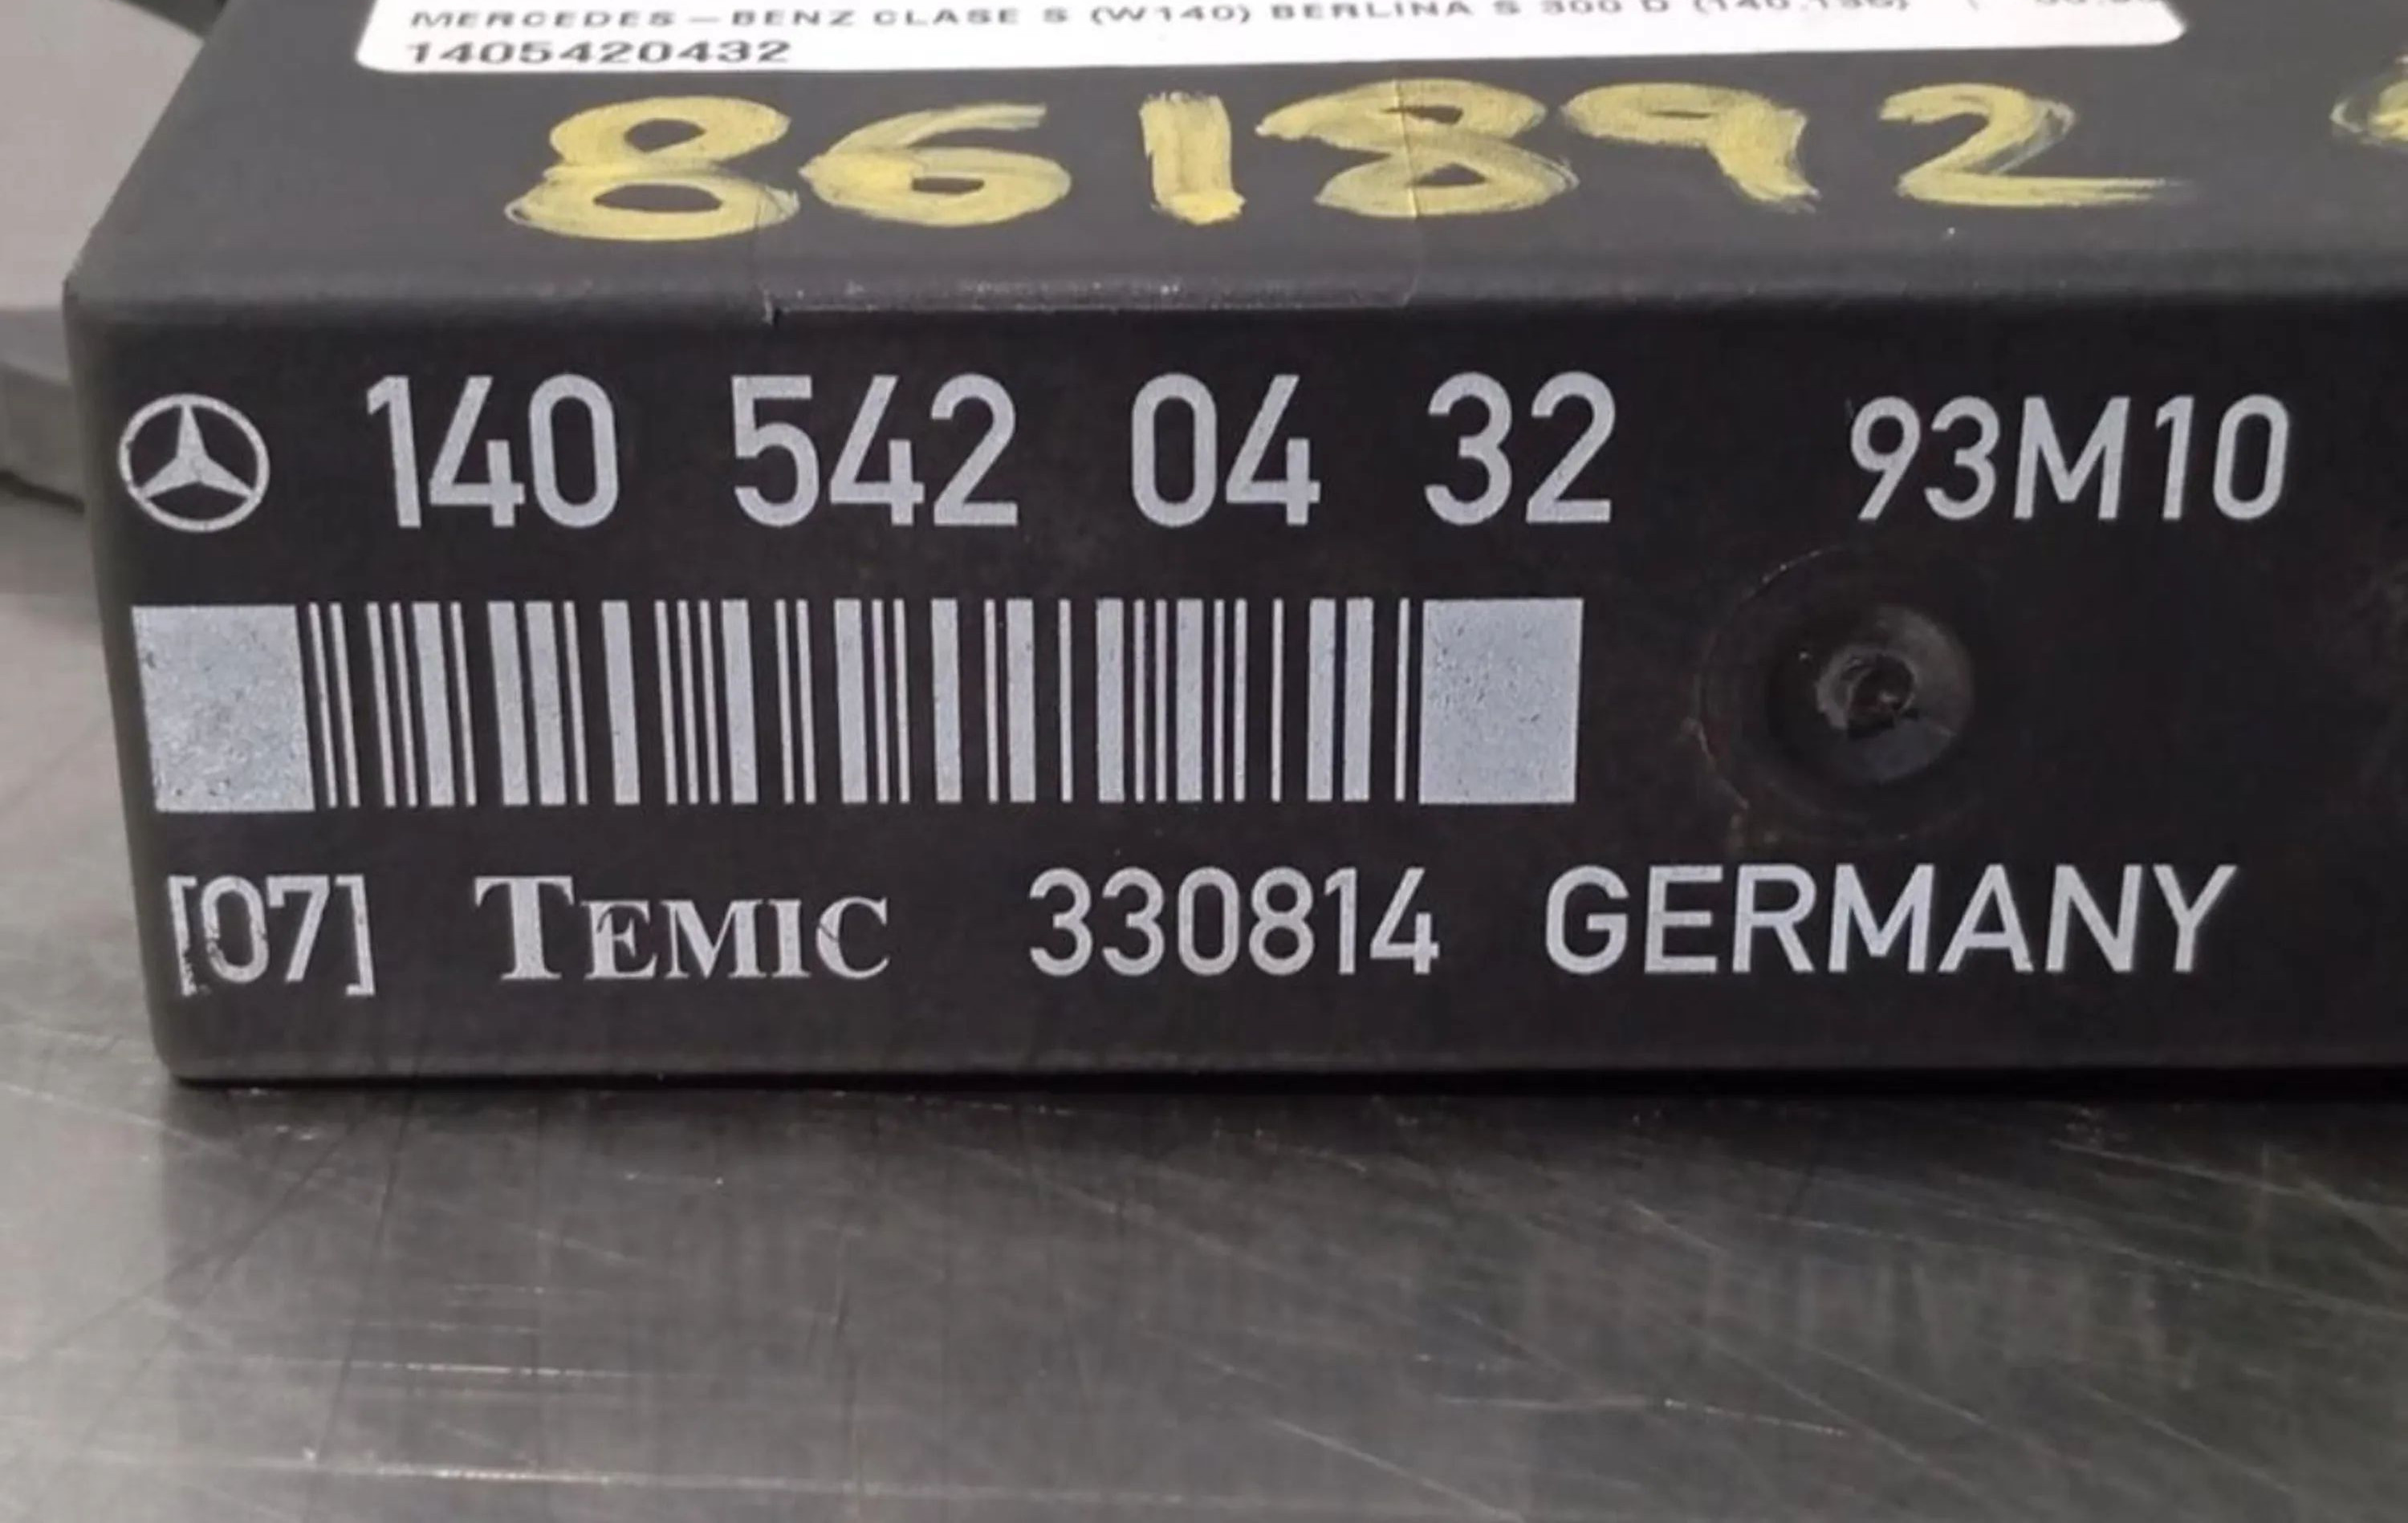 MERCEDES-BENZ CLASE S (W140) BERLINA S 300 D
1405420432
861892
140 542 04 32 93M10
[07] TEMIC 330814 GERMANY